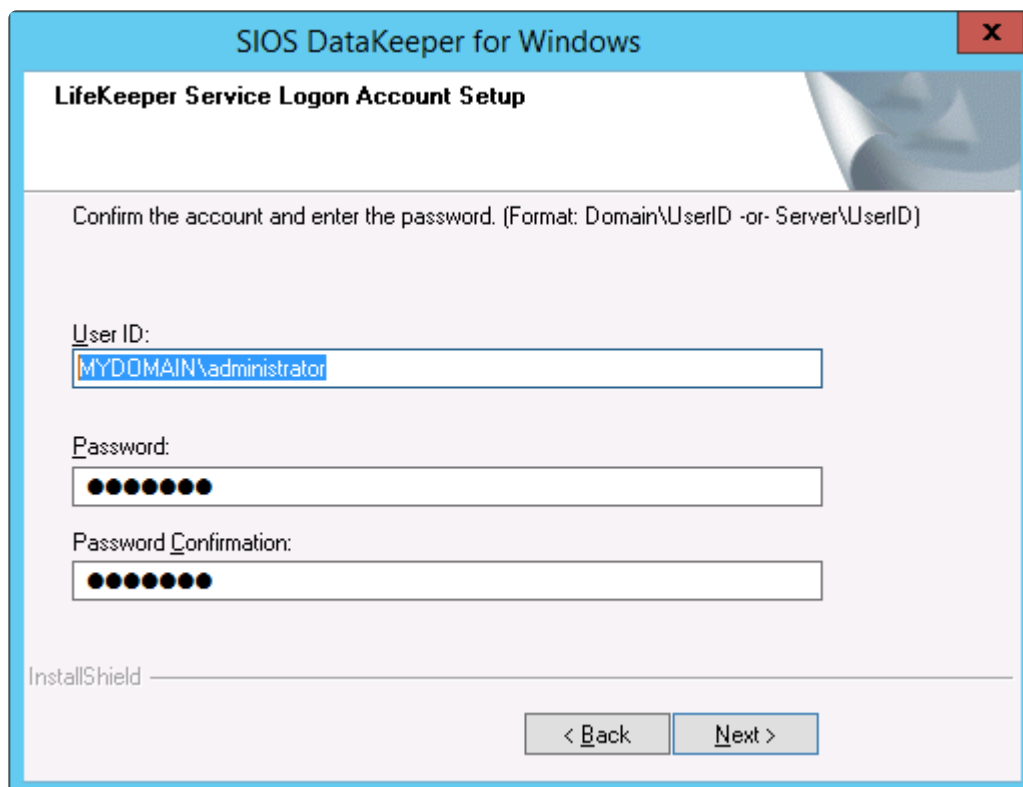 SIOS DataKeeper for Windows
x
LifeKeeper Service Logon Account Setup
Confirm the account and enter the password. (Format: Domain\UserID -or- Server\UserID)
User ID:
MYDOMAIN\administrator
Password:
●●●●●●●
Password Confirmation:
●●●●●●●
InstallShield
< Back
Next >